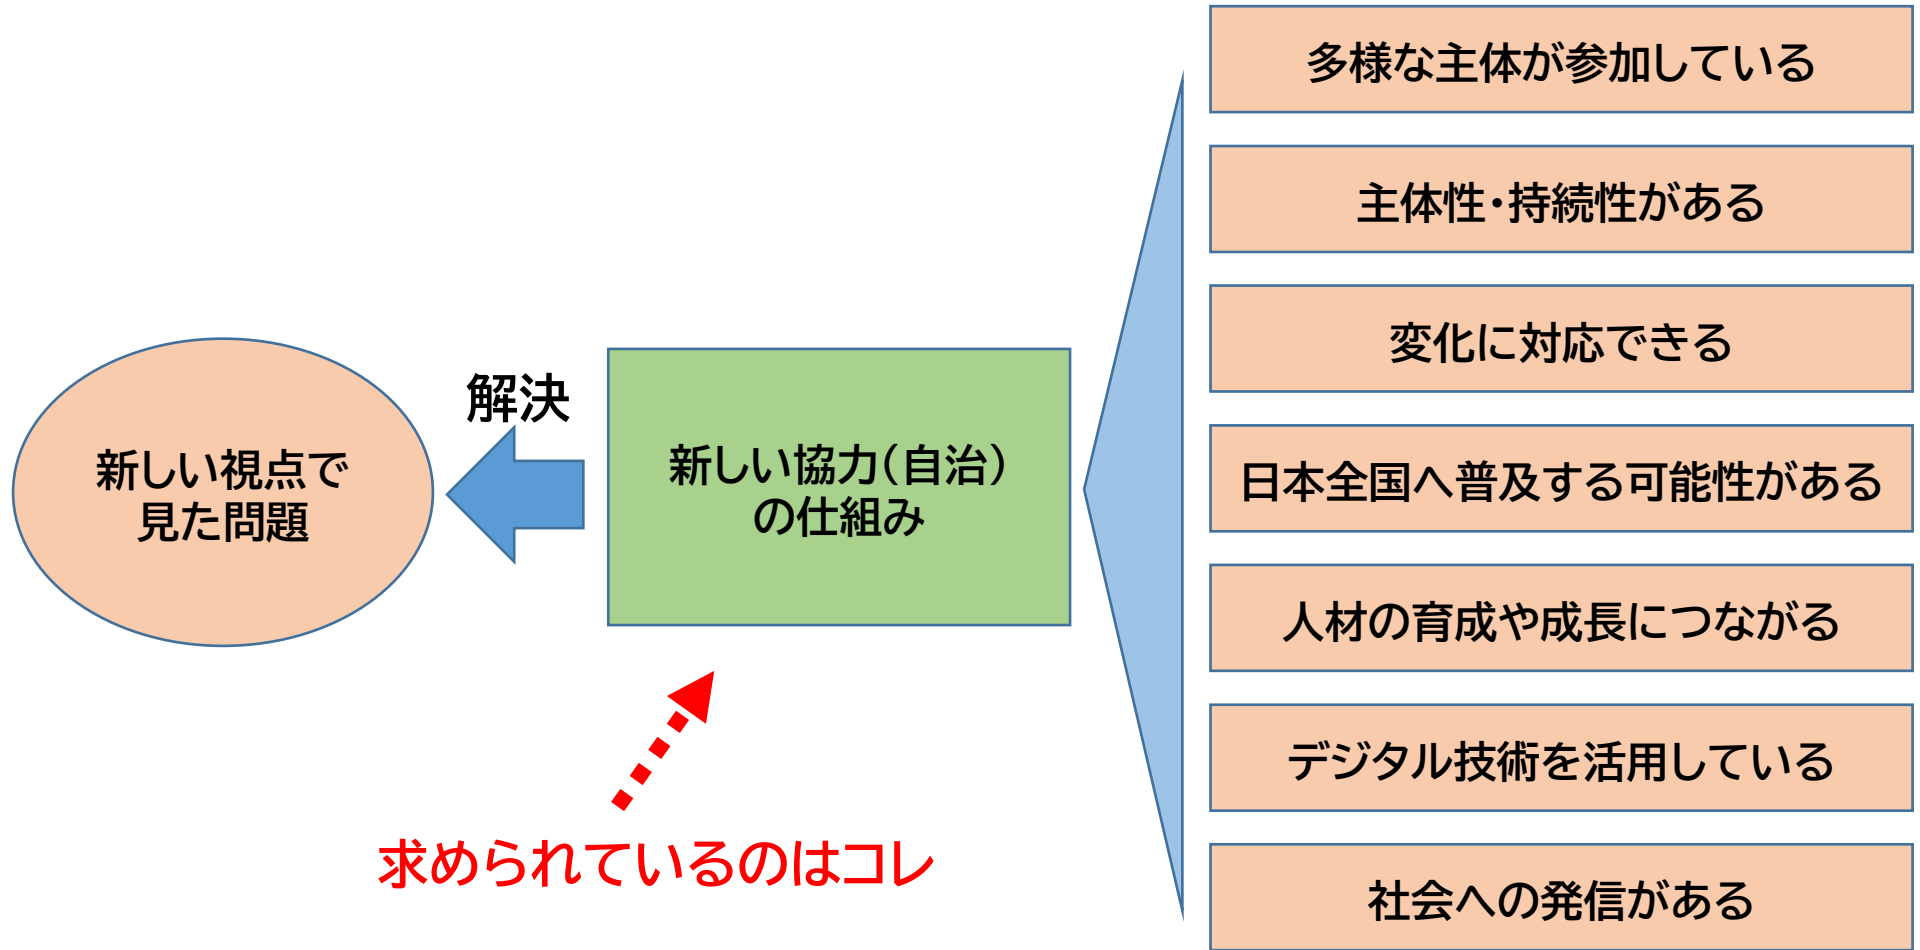 新しい視点で
見た問題
解決
新しい協力(自治)
の仕組み
求められているのはコレ
多様な主体が参加している
主体性・持続性がある
変化に対応できる
日本全国へ普及する可能性がある
人材の育成や成長につながる
デジタル技術を活用している
社会への発信がある